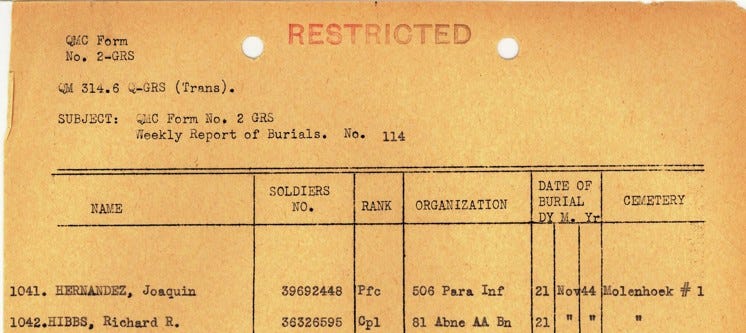 RESTRICTED
QMC Form
No. 2-GRS
QM 314.6 Q-GRS (Trans).
SUBJECT: QMC Form No. 2 GRS
Weekly Report of Burials. No. 114
NAME SOLDIERS NO. RANK ORGANIZATION DATE OF BURIAL DY M. Yr CEMETERY
1041. HERNANDEZ, Joaquin 39692448 Pfc 506 Para Inf 21 Nov 44 Molenhoek # 1
1042.HIBBS, Richard R. 36326595 Cpl 81 Abne AA Bn 21 " " "